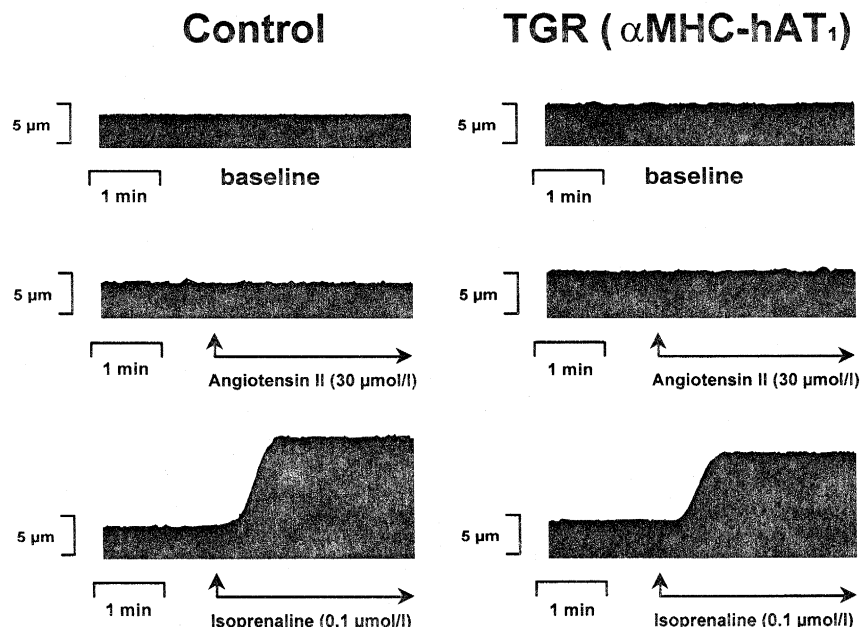 Control
TGR ( αMHC-hAT₁)
5 µm
5 µm
1 min
baseline
1 min
baseline
5 µm
5 µm
1 min
Angiotensin II (30 µmol/l)
1 min
Angiotensin II (30 µmol/l)
5 µm
5 µm
1 min
Isoprenaline (0.1 µmol/l)
1 min
Isoprenaline (0.1 µmol/l)